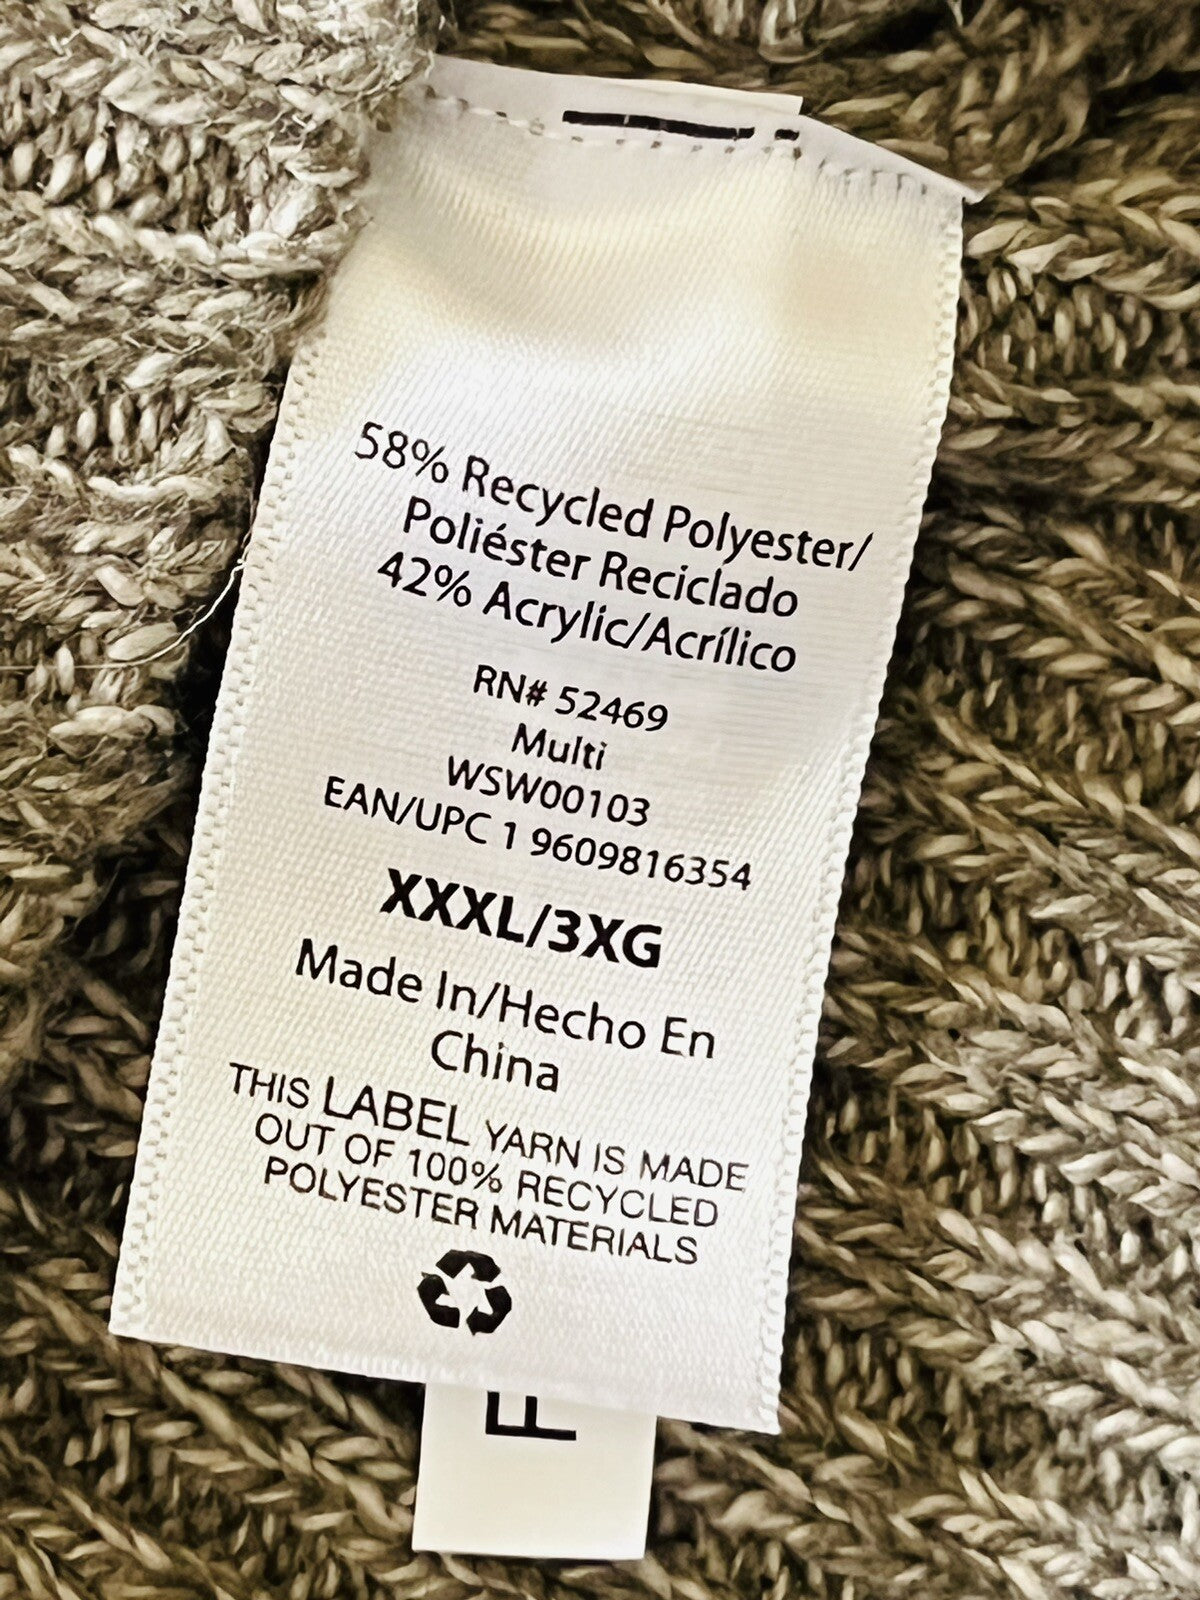 58% Recycled Polyester/
Poliéster Reciclado
42% Acrylic/Acrílico
RN# 52469
Multi
WSW00103
EAN/UPC 1 9609816354
XXXL/3XG
Made In/Hecho En
China
THIS LABEL YARN IS MADE
OUT OF 100% RECYCLED
POLYESTER MATERIALS